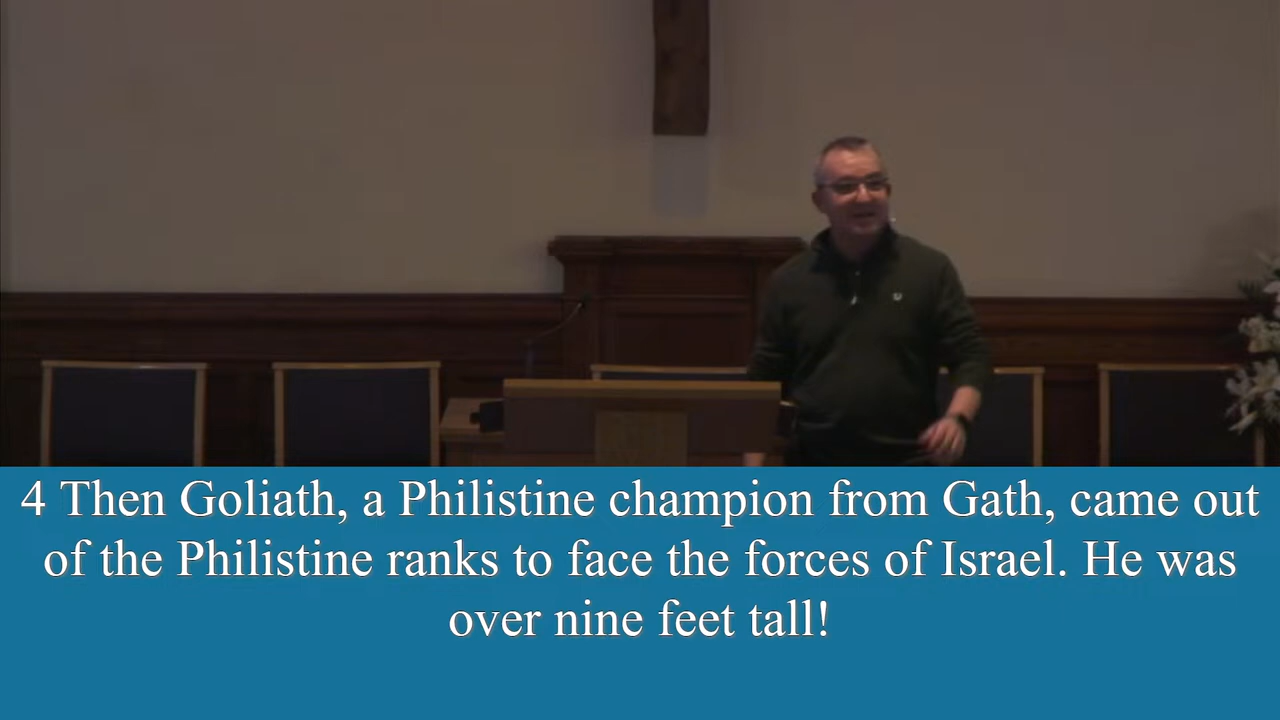 4 Then Goliath, a Philistine champion from Gath, came out
of the Philistine ranks to face the forces of Israel. He was
over nine feet tall!